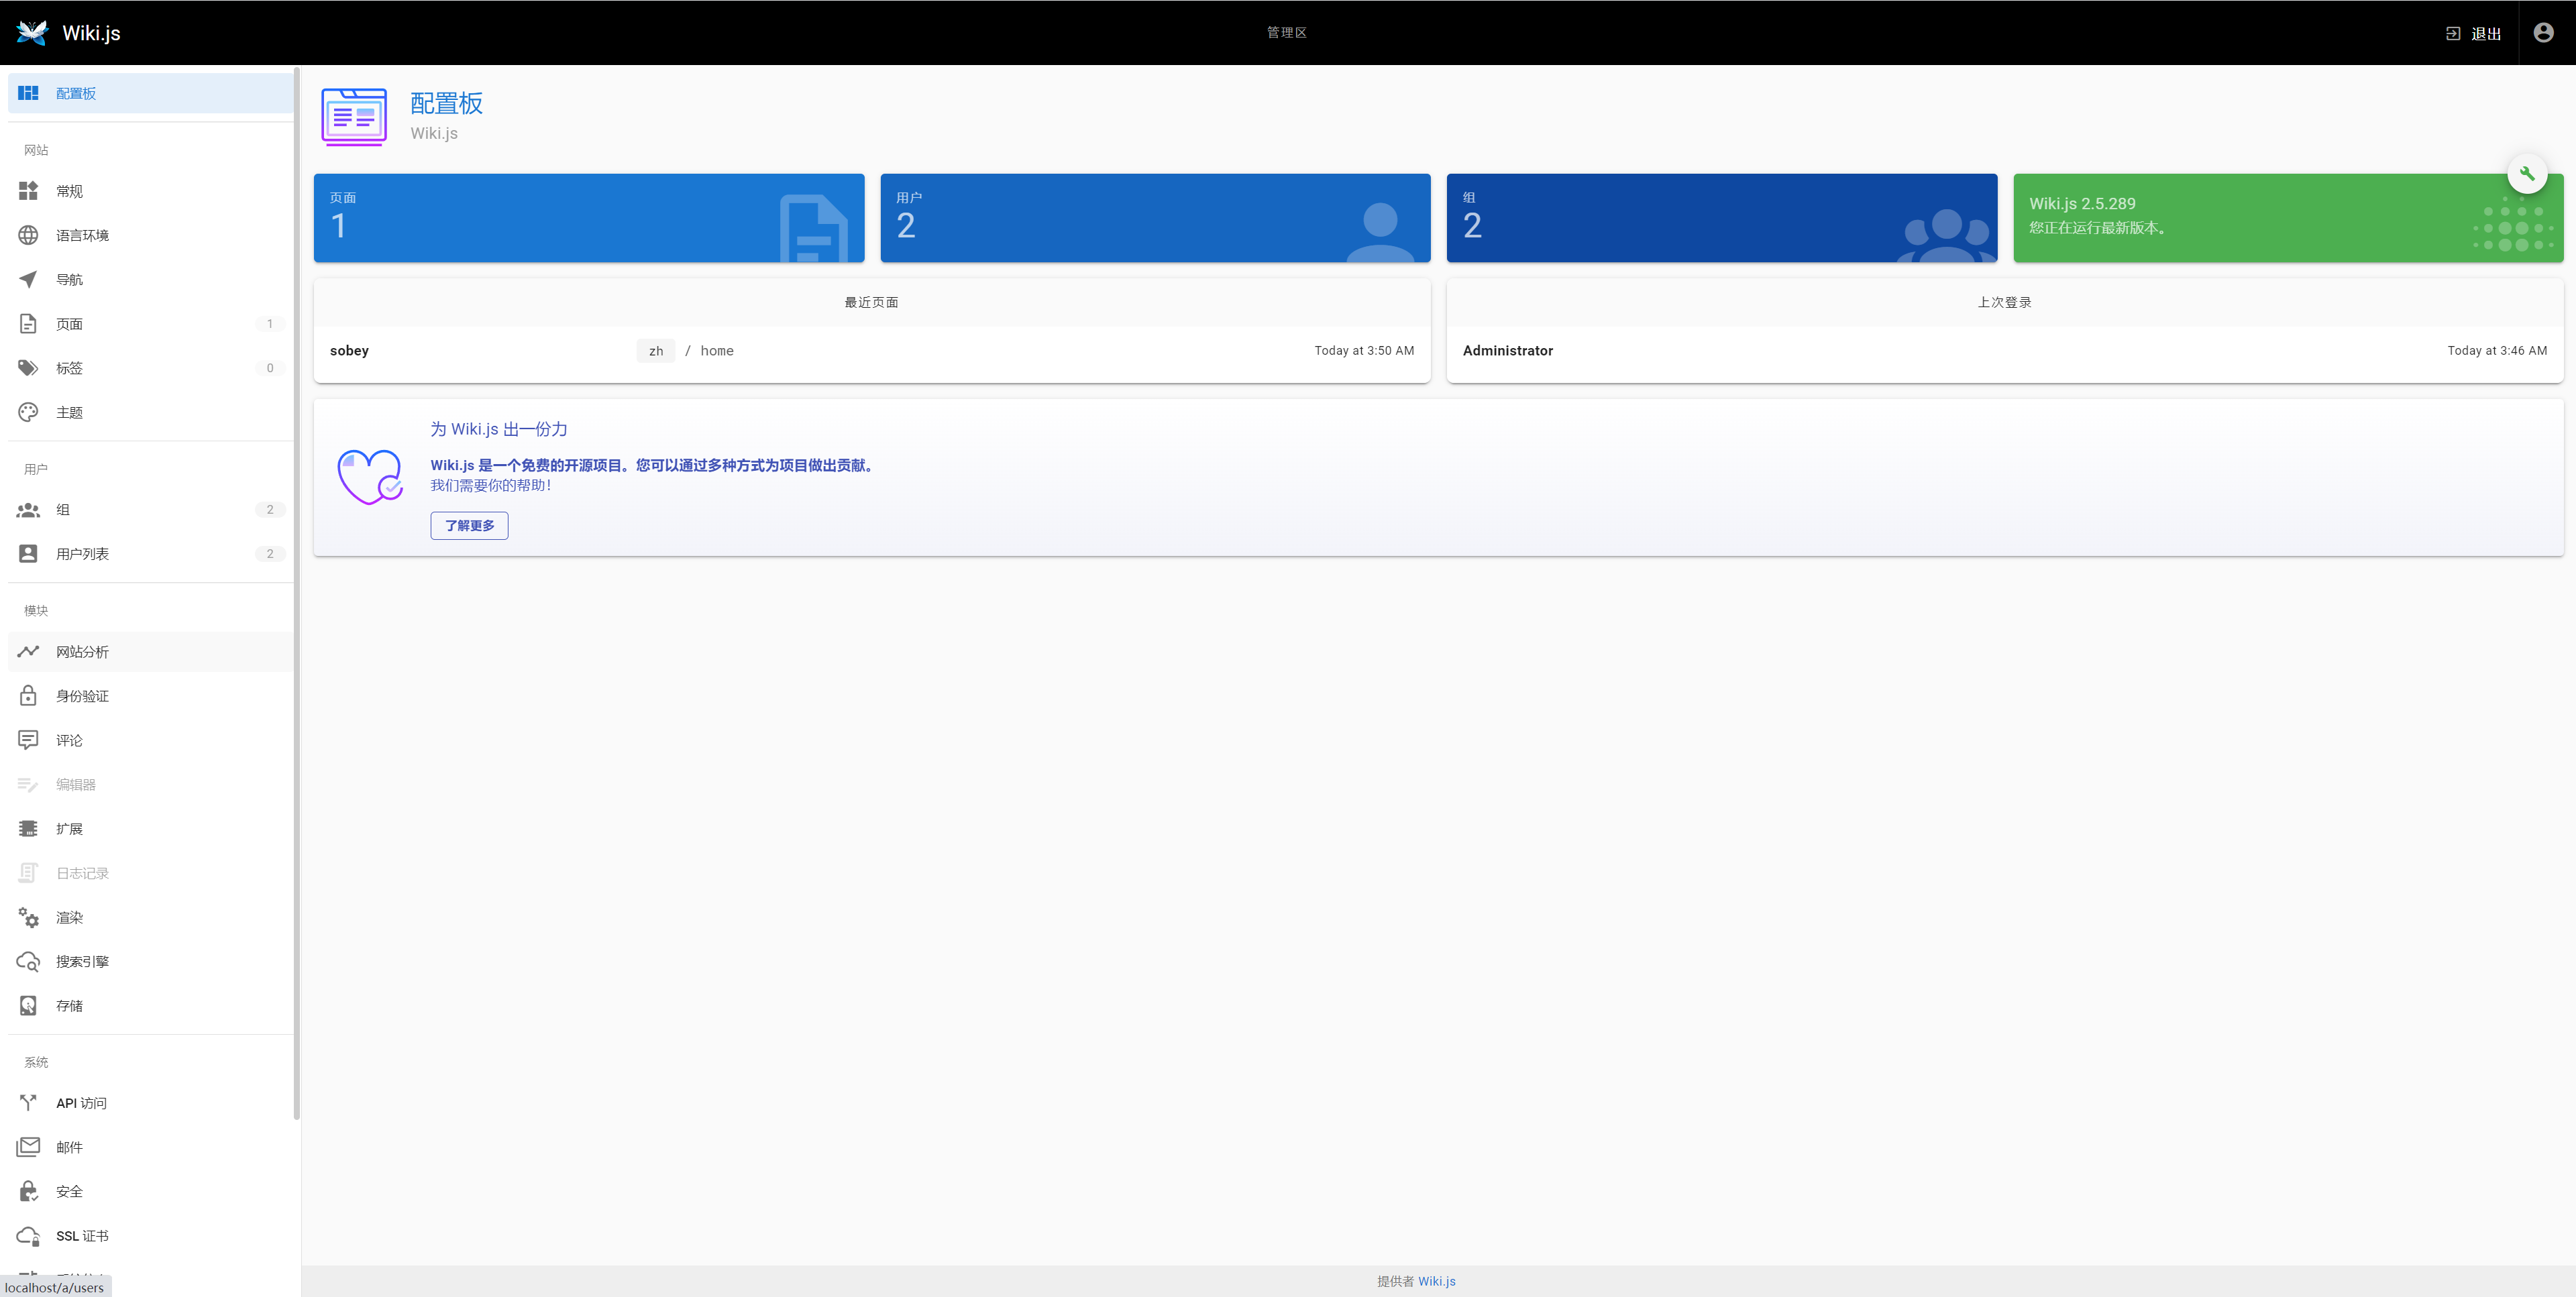 Wiki.js
管理区
退出
配置板
网站
常规
语言环境
导航
页面 1
标签 0
主题
用户
组 2
用户列表 2
模块
网站分析
身份验证
评论
编辑器
扩展
日志记录
渲染
搜索引擎
存储
系统
API 访问
邮件
安全
SSL 证书
localhost/a/users
配置板
Wiki.js
页面
1
用户
2
组
2
Wiki.js 2.5.289
您正在运行最新版本。
最近页面
sobey zh / home Today at 3:50 AM
上次登录
Administrator Today at 3:46 AM
为 Wiki.js 出一份力
Wiki.js 是一个免费的开源项目。您可以通过多种方式为项目做出贡献。
我们需要你的帮助！
了解更多
提供者 Wiki.js